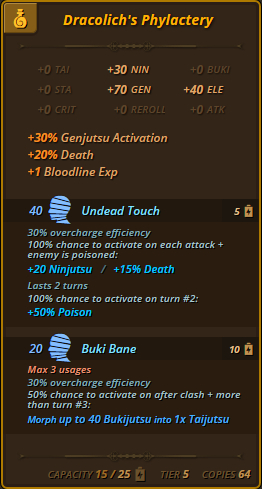 Dracolich's Phylactery
+0 TAI +30 NIN +0 BUKI
+0 STA +70 GEN +40 ELE
+0 CRIT +0 REROLL +0 ATK
+30% Genjutsu Activation
+20% Death
+1 Bloodline Exp
40 Undead Touch 5
30% overcharge efficiency
100% chance to activate on each attack +
enemy is poisoned:
+20 Ninjutsu / +15% Death
Lasts 2 turns
100% chance to activate on turn #2:
+50% Poison
20 Buki Bane 10
Max 3 usages
30% overcharge efficiency
50% chance to activate on after clash + more
than turn #3:
Morph up to 40 Bukijutsu into 1x Taijutsu
CAPACITY 15 / 25 TIER 5 COPIES 64